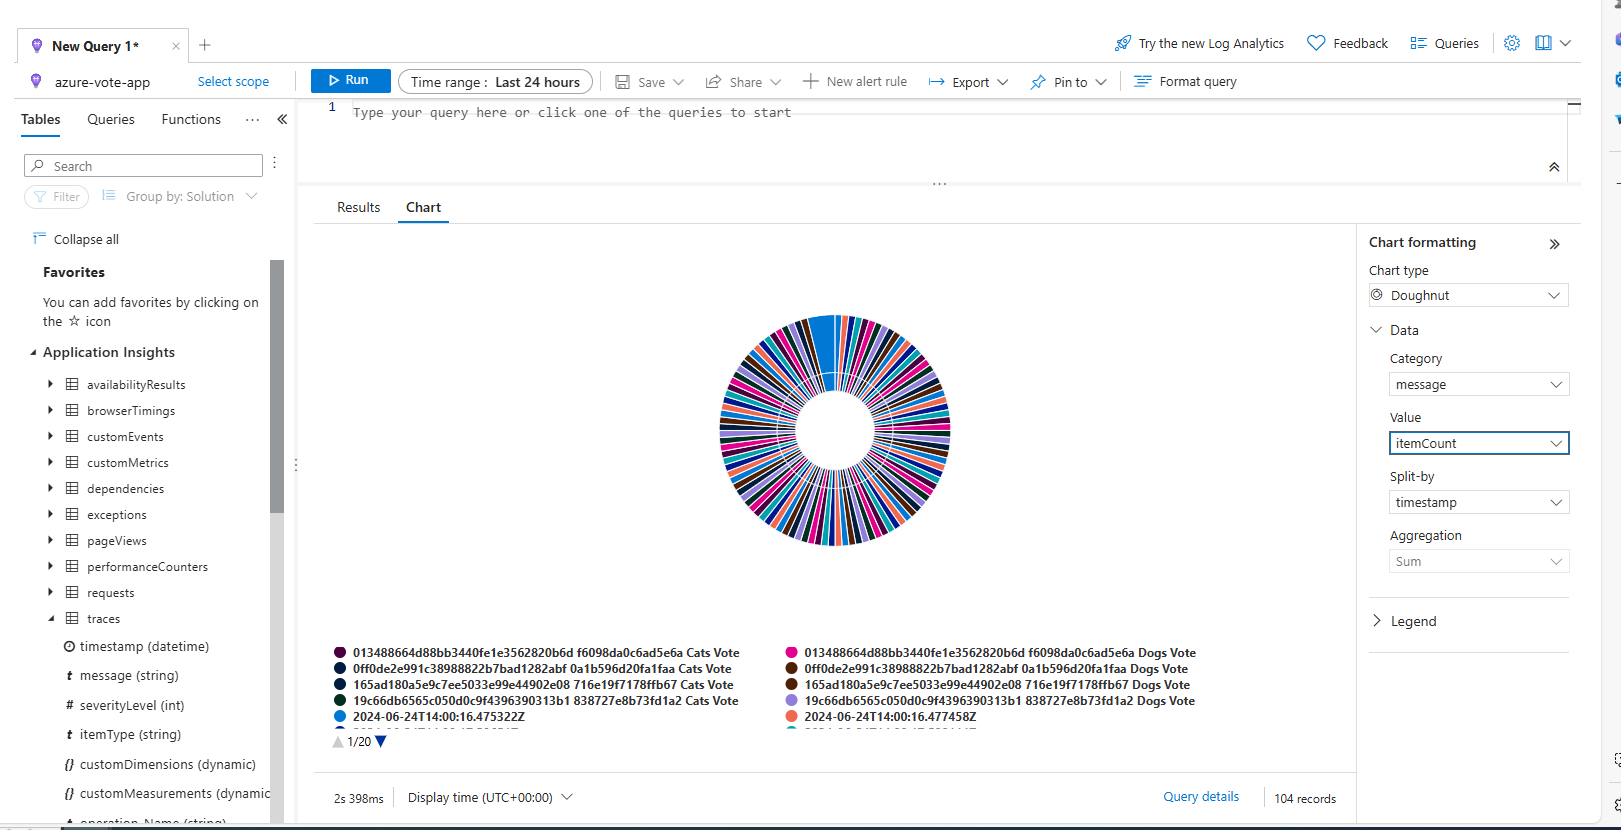 New Query 1*
Try the new Log Analytics
Feedback
Queries
azure-vote-app
Select scope
Run
Time range : Last 24 hours
Save
Share
New alert rule
Export
Pin to
Format query
Tables
Queries
Functions
1
Type your query here or click one of the queries to start
Search
Filter
Group by: Solution
Collapse all
Favorites
You can add favorites by clicking on
the ☆ icon
Application Insights
availabilityResults
browserTimings
customEvents
customMetrics
dependencies
exceptions
pageViews
performanceCounters
requests
traces
timestamp (datetime)
t message (string)
# severityLevel (int)
t itemType (string)
{} customDimensions (dynamic)
{} customMeasurements (dynamic
Results
Chart
013488664d88bb3440fe1e3562820b6d f6098da0c6ad5e6a Cats Vote
013488664d88bb3440fe1e3562820b6d f6098da0c6ad5e6a Dogs Vote
0ff0de2e991c38988822b7bad1282abf 0a1b596d20fa1faa Cats Vote
0ff0de2e991c38988822b7bad1282abf 0a1b596d20fa1faa Dogs Vote
165ad180a5e9c7ee5033e99e44902e08 716e19f7178ffb67 Cats Vote
165ad180a5e9c7ee5033e99e44902e08 716e19f7178ffb67 Dogs Vote
19c66db6565c050d0c9f4396390313b1 838727e8b73fd1a2 Cats Vote
19c66db6565c050d0c9f4396390313b1 838727e8b73fd1a2 Dogs Vote
2024-06-24T14:00:16.475322Z
2024-06-24T14:00:16.477458Z
1/20
2s 398ms
Display time (UTC+00:00)
Query details
104 records
Chart formatting
Chart type
Doughnut
Data
Category
message
Value
itemCount
Split-by
timestamp
Aggregation
Sum
Legend